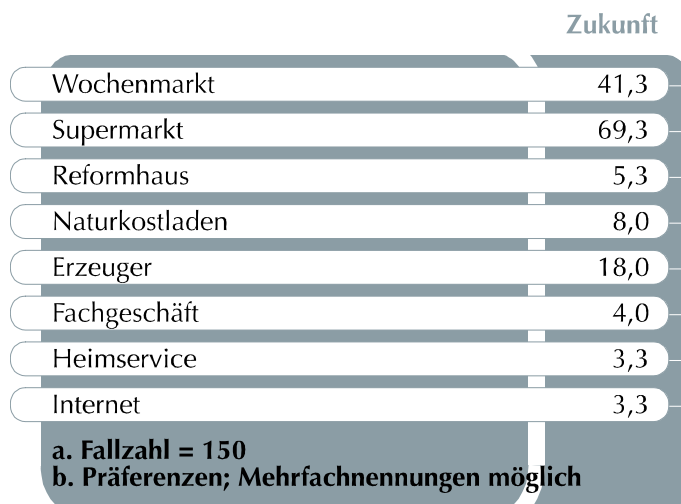 Zukunft
Wochenmarkt 41,3
Supermarkt 69,3
Reformhaus 5,3
Naturkostladen 8,0
Erzeuger 18,0
Fachgeschäft 4,0
Heimservice 3,3
Internet 3,3
a. Fallzahl = 150
b. Präferenzen; Mehrfachnennungen möglich